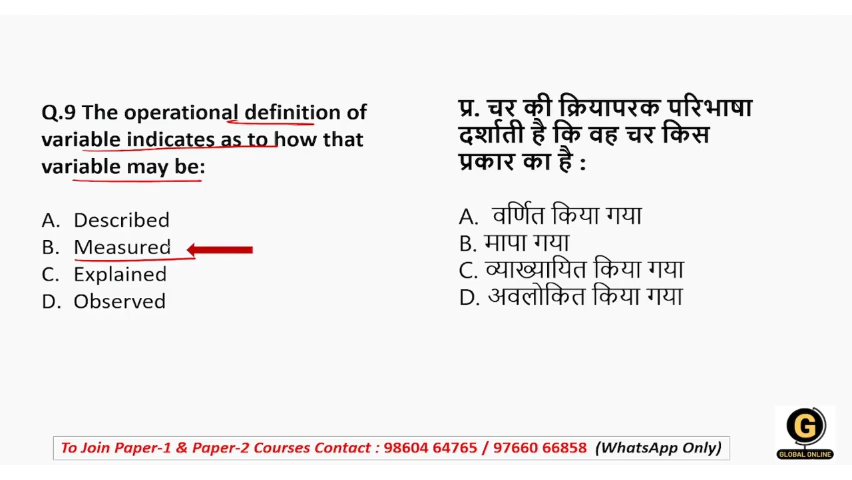 Q.9 The operational definition of
variable indicates as to how that
variable may be:
A. Described
B. Measured
C. Explained
D. Observed
प्र. चर की क्रियापरक परिभाषा
दर्शाती है कि वह चर किस
प्रकार का है :
A. वर्णित किया गया
B. मापा गया
C. व्याख्यायित किया गया
D. अवलोकित किया गया
To Join Paper-1 & Paper-2 Courses Contact : 98604 64765 / 97660 66858 (WhatsApp Only)
G
GLOBAL ONLINE